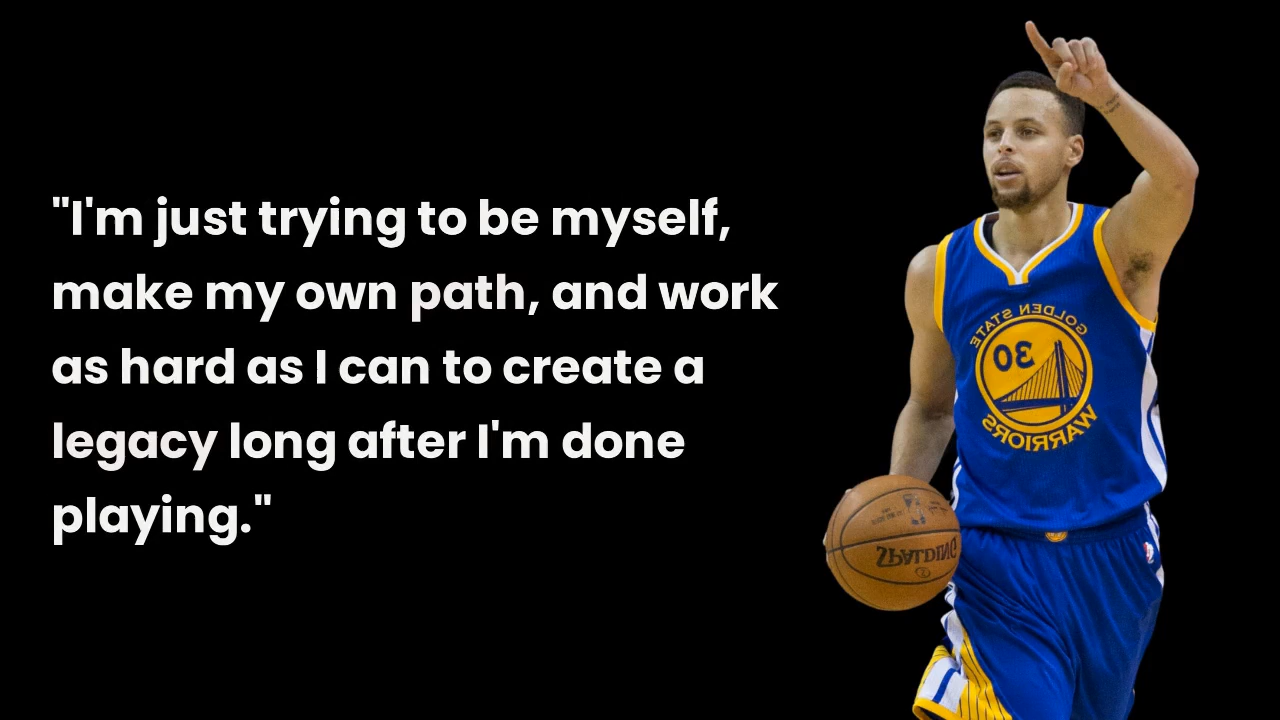 "I'm just trying to be myself,
make my own path, and work
as hard as I can to create a
legacy long after I'm done
playing."
GOLDEN STATE
30
WARRIORS
SPALDING